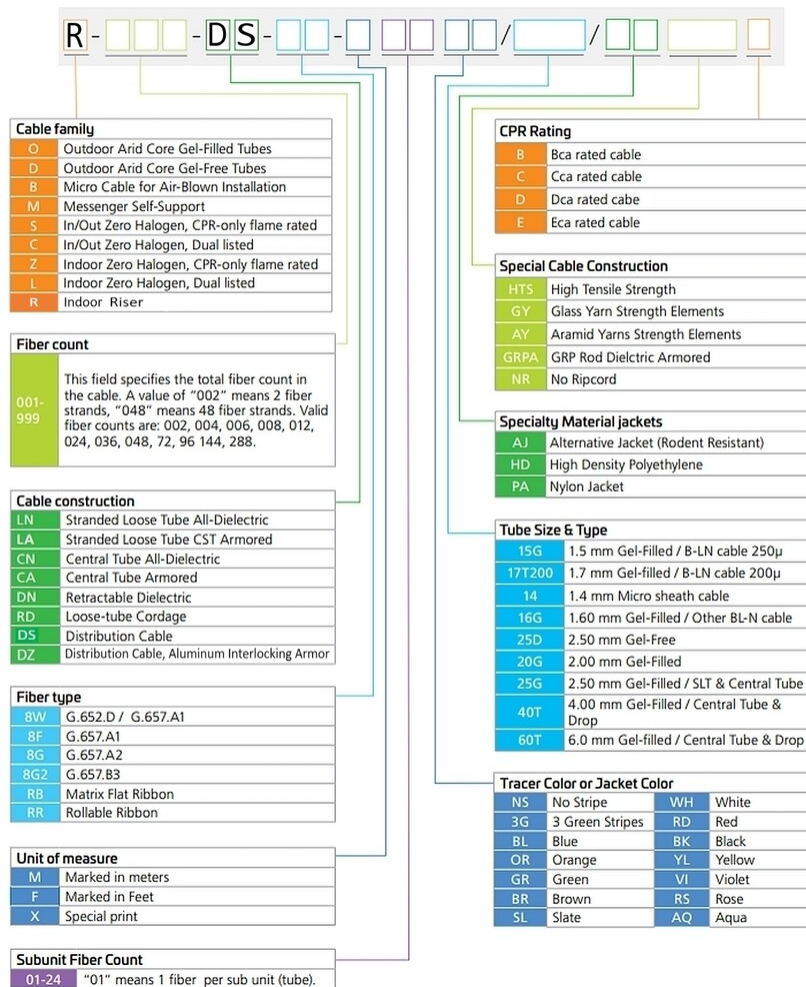 R - - DS - - / /
Cable family
O Outdoor Arid Core Gel-Filled Tubes
D Outdoor Arid Core Gel-Free Tubes
B Micro Cable for Air-Blown Installation
M Messenger Self-Support
S In/Out Zero Halogen, CPR-only flame rated
C In/Out Zero Halogen, Dual listed
Z Indoor Zero Halogen, CPR-only flame rated
L Indoor Zero Halogen, Dual listed
R Indoor Riser
Fiber count
001-999
This field specifies the total fiber count in
the cable. A value of “002” means 2 fiber
strands, “048” means 48 fiber strands. Valid
fiber counts are: 002, 004, 006, 008, 012,
024, 036, 048, 72, 96 144, 288.
Cable construction
LN Stranded Loose Tube All-Dielectric
LA Stranded Loose Tube CST Armored
CN Central Tube All-Dielectric
CA Central Tube Armored
DN Retractable Dielectric
RD Loose-tube Cordage
DS Distribution Cable
DZ Distribution Cable, Aluminum Interlocking Armor
Fiber type
8W G.652.D / G.657.A1
8F G.657.A1
8G G.657.A2
8G2 G.657.B3
RB Matrix Flat Ribbon
RR Rollable Ribbon
Unit of measure
M Marked in meters
F Marked in Feet
X Special print
Subunit Fiber Count
01-24 “01” means 1 fiber per sub unit (tube).
CPR Rating
B Bca rated cable
C Cca rated cable
D Dca rated cabe
E Eca rated cable
Special Cable Construction
HTS High Tensile Strength
GY Glass Yarn Strength Elements
AY Aramid Yarns Strength Elements
GRPA GRP Rod Dielctric Armored
NR No Ripcord
Specialty Material jackets
AJ Alternative Jacket (Rodent Resistant)
HD High Density Polyethylene
PA Nylon Jacket
Tube Size & Type
15G 1.5 mm Gel-Filled / B-LN cable 250µ
17T200 1.7 mm Gel-filled / B-LN cable 200µ
14 1.4 mm Micro sheath cable
16G 1.60 mm Gel-Filled / Other BL-N cable
25D 2.50 mm Gel-Free
20G 2.00 mm Gel-Filled
25G 2.50 mm Gel-Filled / SLT & Central Tube
40T 4.00 mm Gel-Filled / Central Tube &
Drop
60T 6.0 mm Gel-filled / Central Tube & Drop
Tracer Color or Jacket Color
NS No Stripe WH White
3G 3 Green Stripes RD Red
BL Blue BK Black
OR Orange YL Yellow
GR Green VI Violet
BR Brown RS Rose
SL Slate AQ Aqua